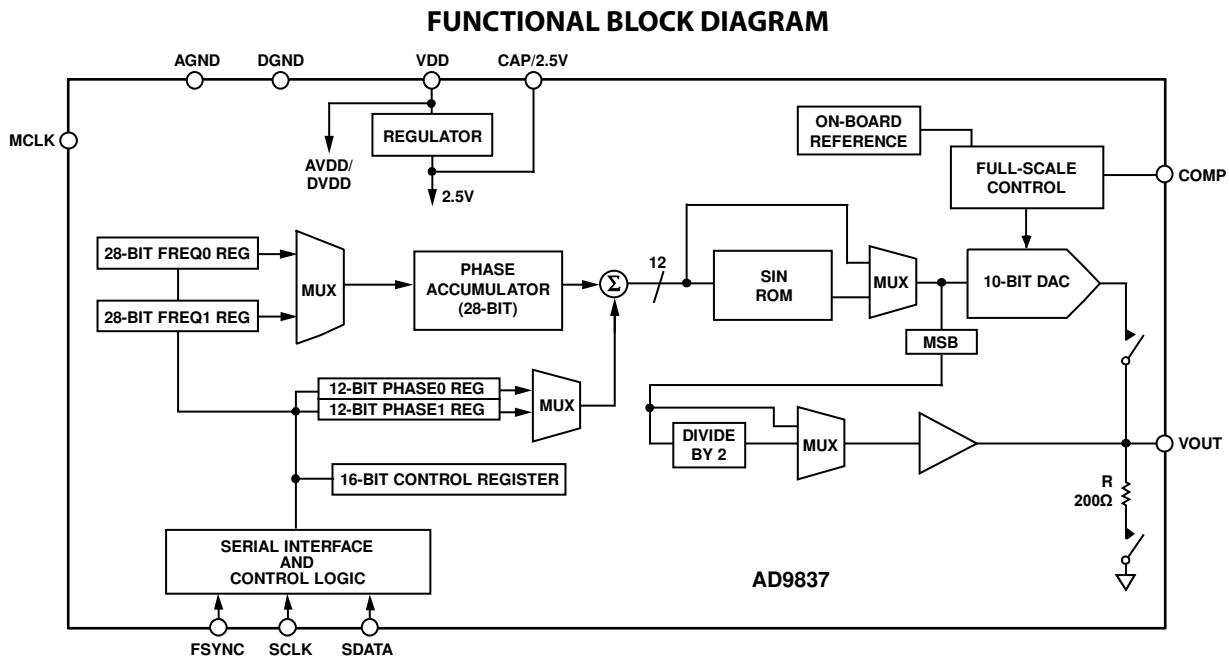 FUNCTIONAL BLOCK DIAGRAM
AGND
DGND
VDD
CAP/2.5V
MCLK
REGULATOR
AVDD/
DVDD
2.5V
ON-BOARD
REFERENCE
FULL-SCALE
CONTROL
COMP
28-BIT FREQ0 REG
28-BIT FREQ1 REG
MUX
PHASE
ACCUMULATOR
(28-BIT)
Σ
12
SIN
ROM
MUX
10-BIT DAC
MSB
12-BIT PHASE0 REG
12-BIT PHASE1 REG
MUX
DIVIDE
BY 2
MUX
VOUT
R
200Ω
16-BIT CONTROL REGISTER
SERIAL INTERFACE
AND
CONTROL LOGIC
AD9837
FSYNC
SCLK
SDATA